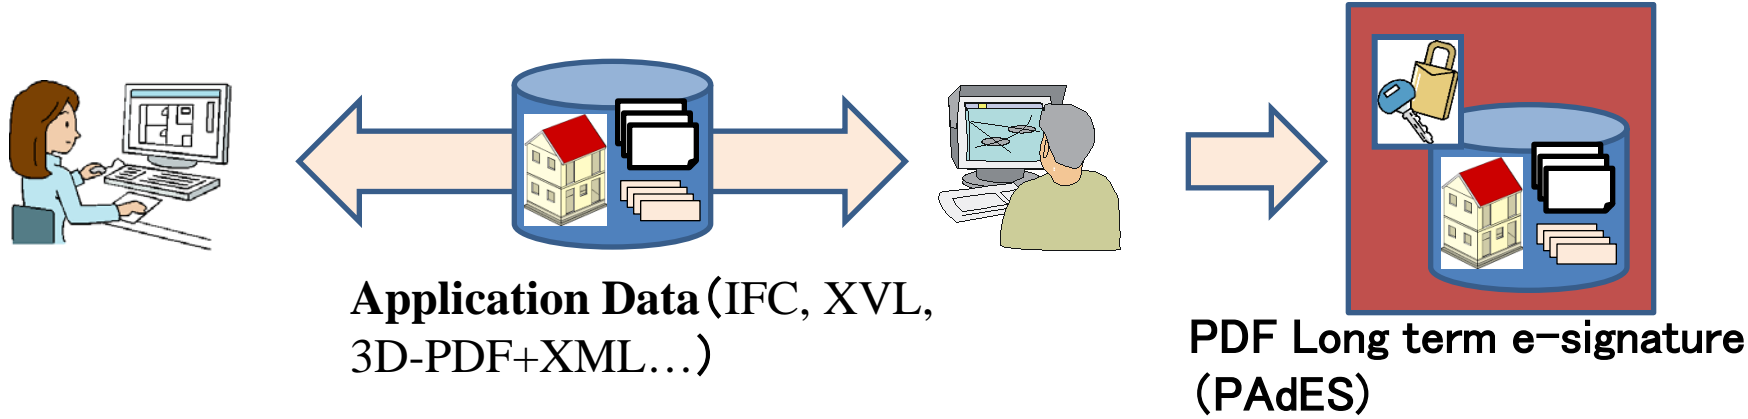 Application Data（IFC, XVL,
3D-PDF+XML…）
PDF Long term e-signature
（PAdES）